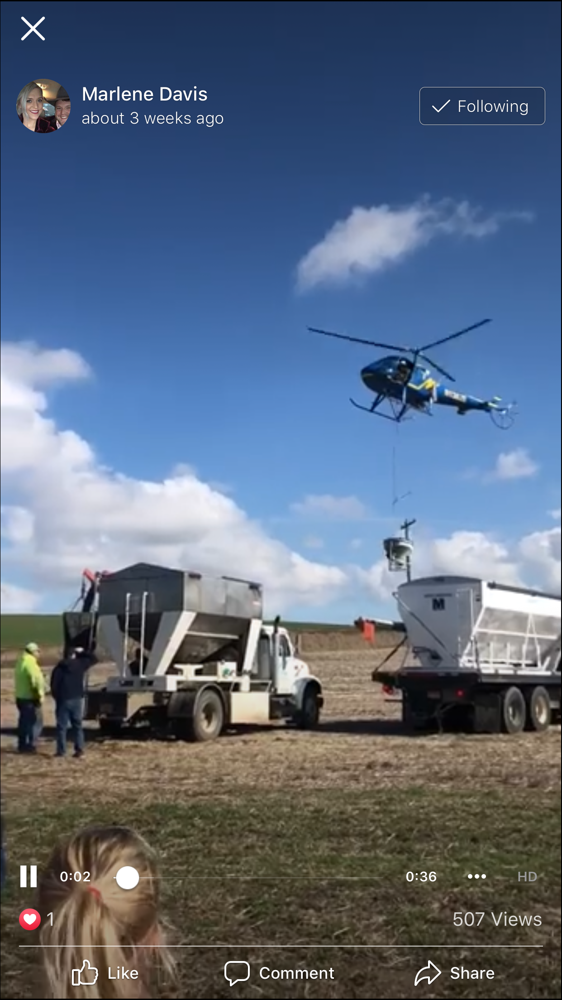 Marlene Davis
about 3 weeks ago
Following
M
0:02
0:36
HD
1
507 Views
Like
Comment
Share